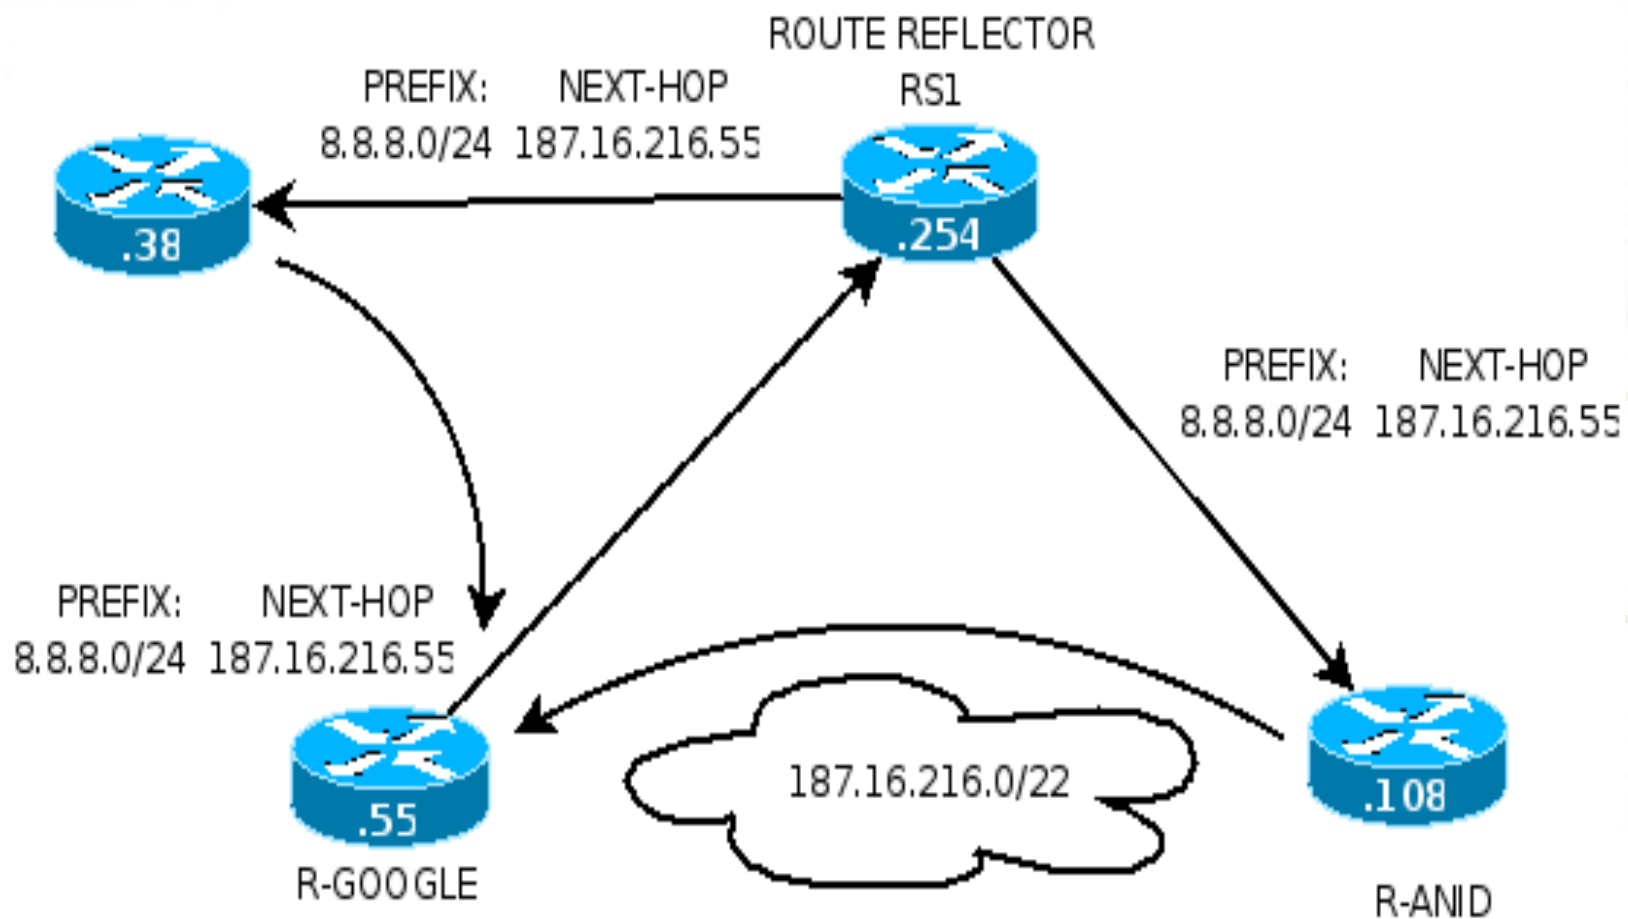 ROUTE REFLECTOR
RS1
PREFIX: NEXT-HOP
8.8.8.0/24 187.16.216.55
.38
.254
PREFIX: NEXT-HOP
8.8.8.0/24 187.16.216.55
PREFIX: NEXT-HOP
8.8.8.0/24 187.16.216.55
187.16.216.0/22
.55
R-GOOGLE
.108
R-ANID